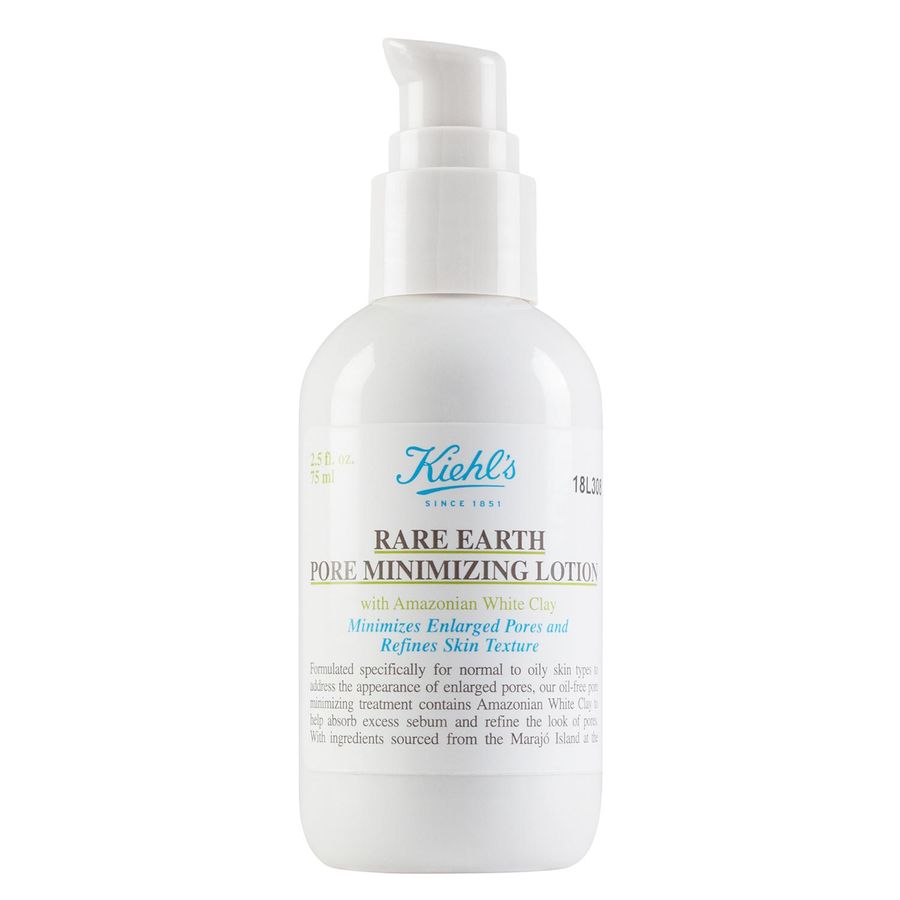 2.5 fl. oz.
75 ml
Kiehl's
SINCE 1851
18L308
RARE EARTH
PORE MINIMIZING LOTION
with Amazonian White Clay
Minimizes Enlarged Pores and
Refines Skin Texture
Formulated specifically for normal to oily skin types to
address the appearance of enlarged pores, our oil-free pore
minimizing treatment contains Amazonian White Clay to
help absorb excess sebum and refine the look of pores.
With ingredients sourced from the Marajó Island at the